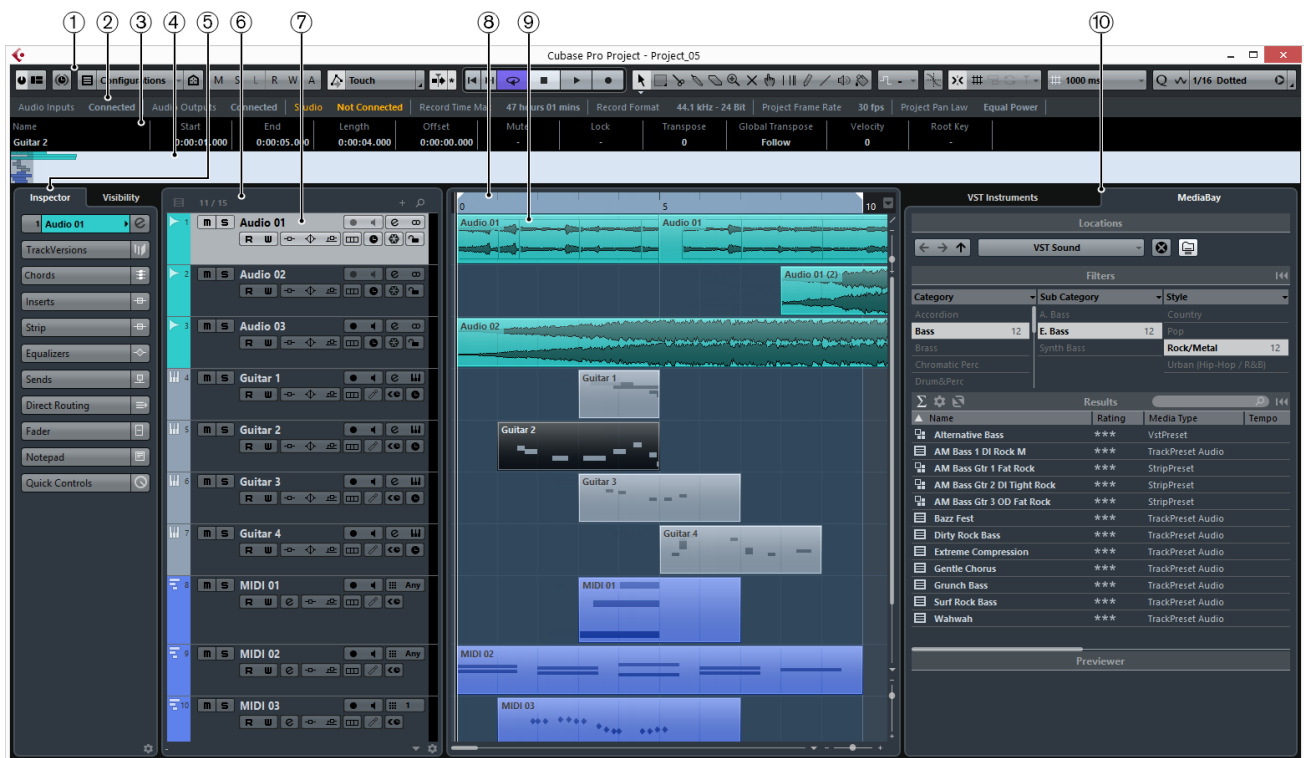 ① ② ③ ④ ⑤ ⑥ ⑦ ⑧ ⑨ ⑩
Cubase Pro Project - Project_05
Configurations M S L R W A Touch 1000 ms Q 1/16 Dotted
Audio Inputs Connected Audio Outputs Connected Studio Not Connected Record Time Max 47 hours 01 mins Record Format 44.1 kHz - 24 Bit Project Frame Rate 30 fps Project Pan Law Equal Power
Name Start End Length Offset Mute Lock Transpose Global Transpose Velocity Root Key
Guitar 2 0:00:01.000 0:00:05.000 0:00:04.000 0:00:00.000 - - 0 Follow 0 -
Inspector Visibility
1 Audio 01
TrackVersions
Chords
Inserts
Strip
Equalizers
Sends
Direct Routing
Fader
Notepad
Quick Controls
11 / 15
1 m S Audio 01
R W
2 m S Audio 02
R W
3 m S Audio 03
R W
4 m S Guitar 1
R W
5 m S Guitar 2
R W
6 m S Guitar 3
R W
7 m S Guitar 4
R W
8 m S MIDI 01 Any
R W
9 m S MIDI 02 Any
R W
10 m S MIDI 03 1
R W
0 5 10
Audio 01 Audio 01
Audio 01 (2)
Audio 02
Guitar 1
Guitar 2
Guitar 3
Guitar 4
MIDI 01
MIDI 02
MIDI 03
VST Instruments MediaBay
Locations
VST Sound
Filters
Category Sub Category Style
Accordion A. Bass Country
Bass 12 E. Bass 12 Pop
Brass Synth Bass Rock/Metal 12
Chromatic Perc Urban (Hip-Hop / R&B)
Drum&Perc
Results
Name Rating Media Type Tempo
Alternative Bass *** VstPreset
AM Bass 1 DI Rock M *** TrackPreset Audio
AM Bass Gtr 1 Fat Rock *** StripPreset
AM Bass Gtr 2 DI Tight Rock *** StripPreset
AM Bass Gtr 3 OD Fat Rock *** StripPreset
Bazz Fest *** TrackPreset Audio
Dirty Rock Bass *** TrackPreset Audio
Extreme Compression *** TrackPreset Audio
Gentle Chorus *** TrackPreset Audio
Grunch Bass *** TrackPreset Audio
Surf Rock Bass *** TrackPreset Audio
Wahwah *** TrackPreset Audio
Previewer